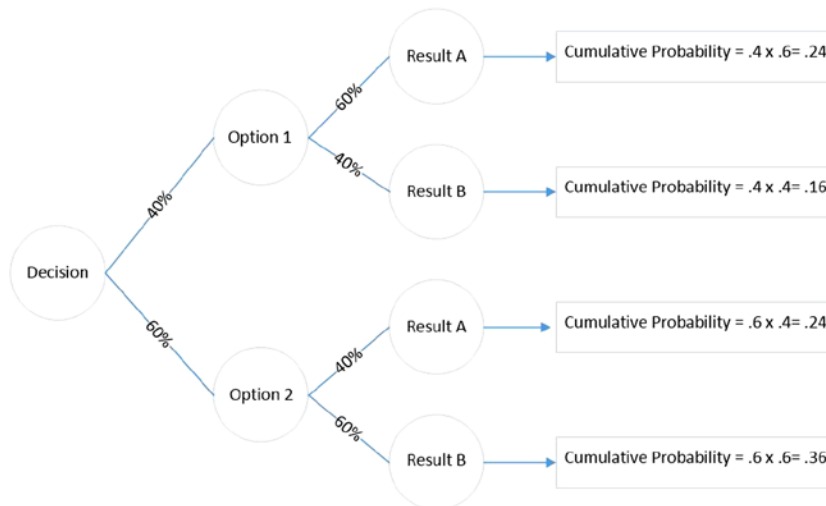 Result A
Cumulative Probability = .4 x .6= .24
60%
Option 1
40%
Result B
Cumulative Probability = .4 x .4= .16
40%
Decision
60%
Result A
Cumulative Probability = .6 x .4= .24
40%
Option 2
60%
Result B
Cumulative Probability = .6 x .6= .36